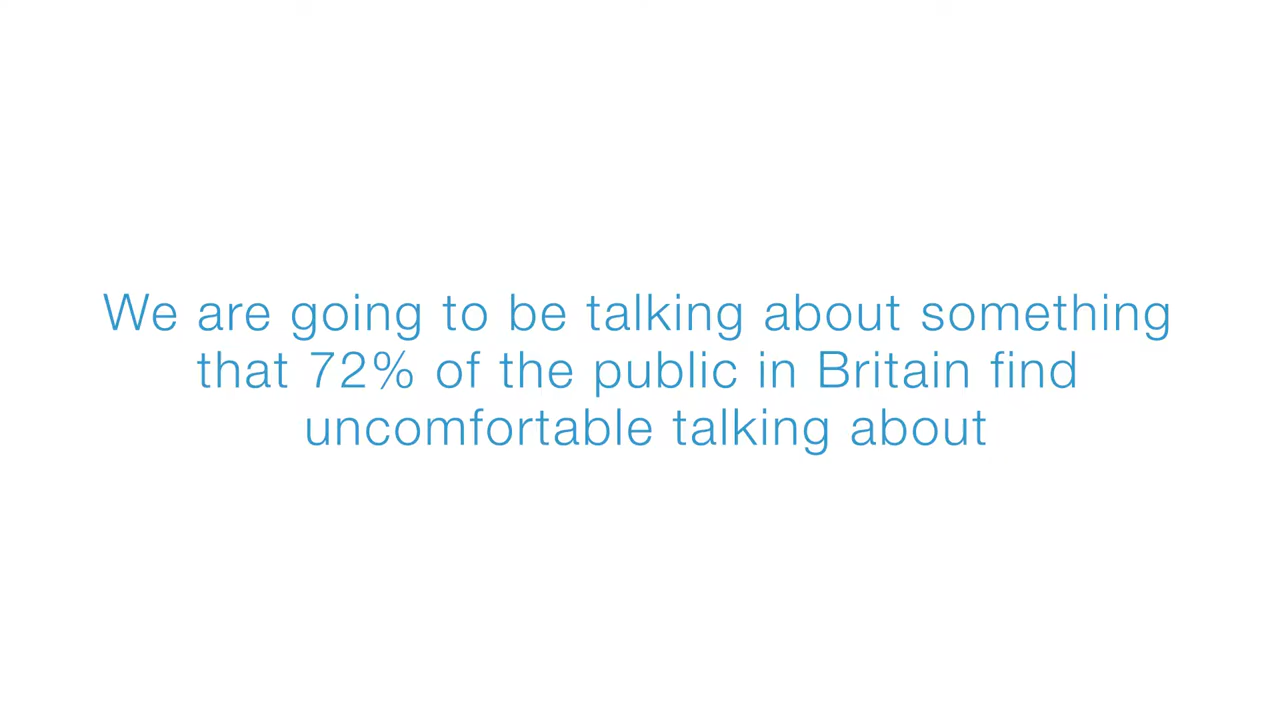 We are going to be talking about something
that 72% of the public in Britain find
uncomfortable talking about